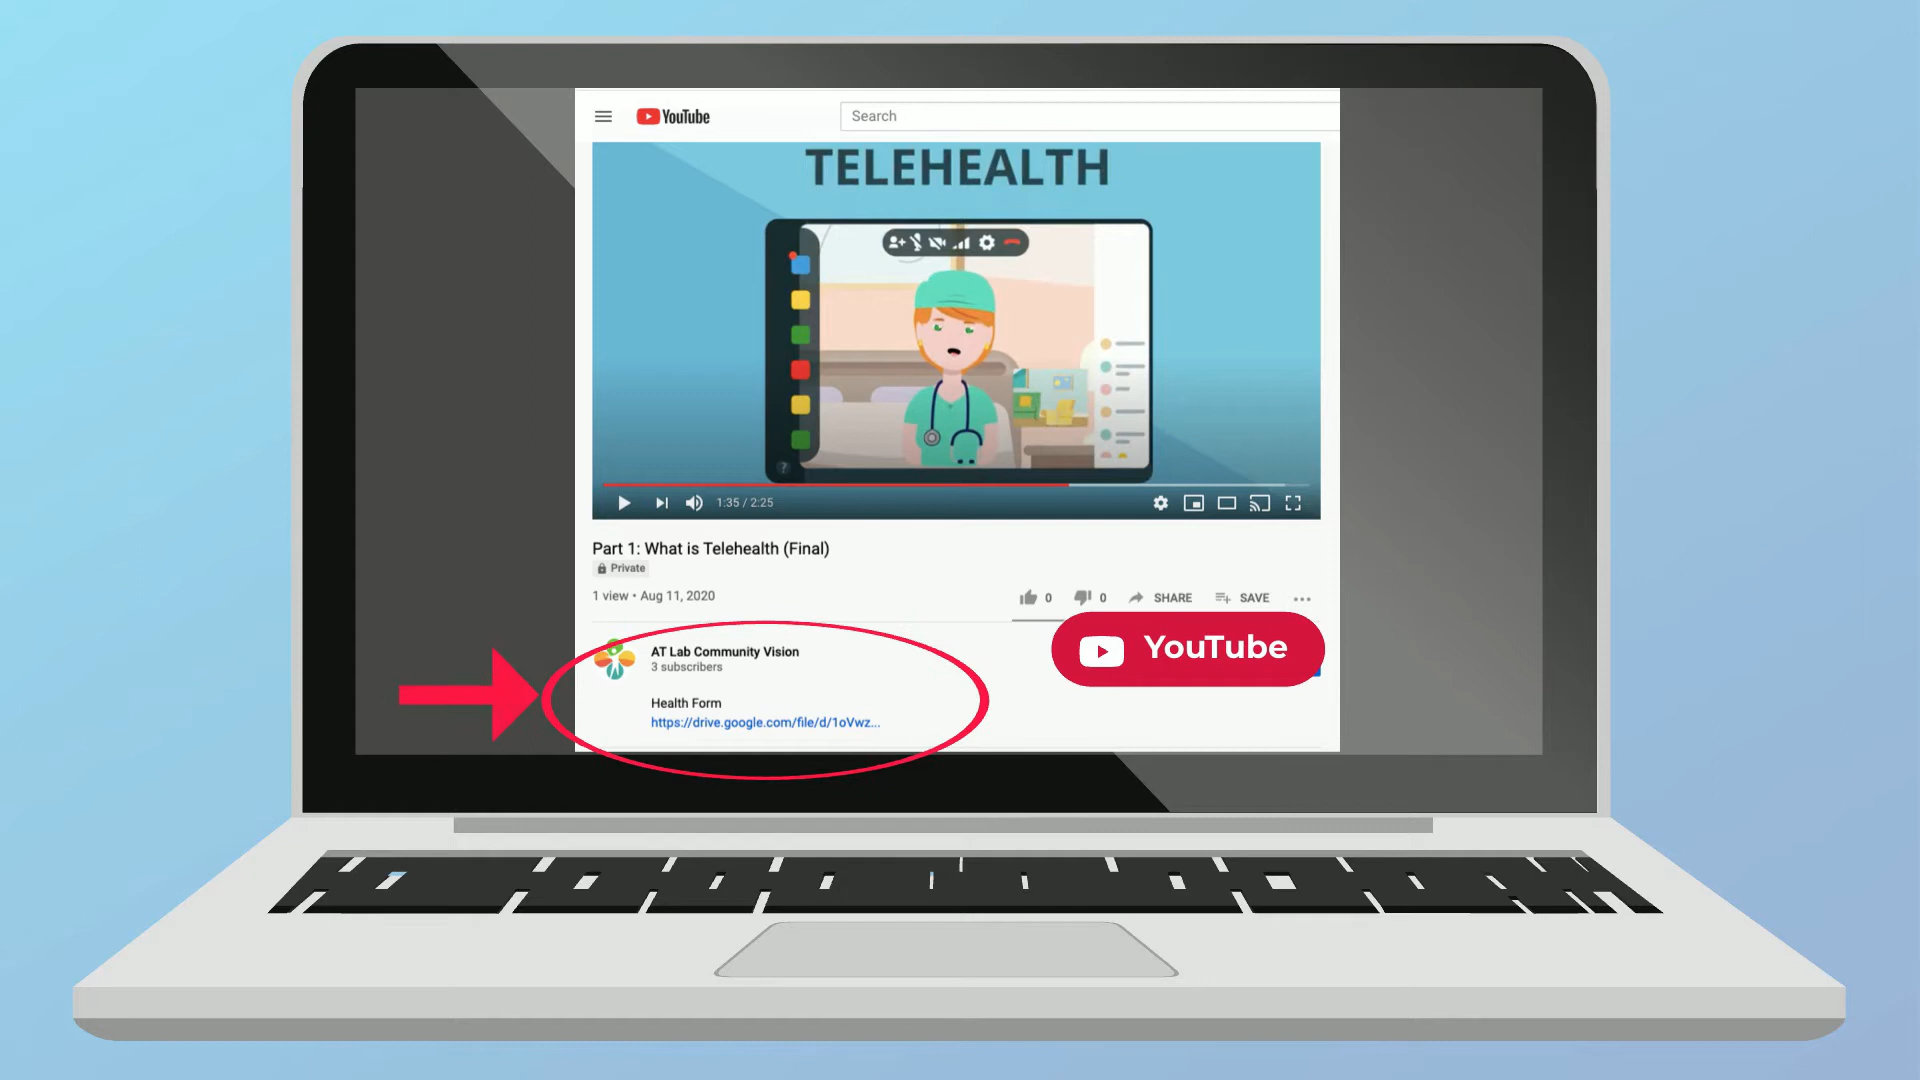 YouTube
Search
TELEHEALTH
?
1:35 / 2:25
Part 1: What is Telehealth (Final)
Private
1 view • Aug 11, 2020
0
0
SHARE
SAVE
AT Lab Community Vision
3 subscribers
YouTube
Health Form
https://drive.google.com/file/d/1oVwz...